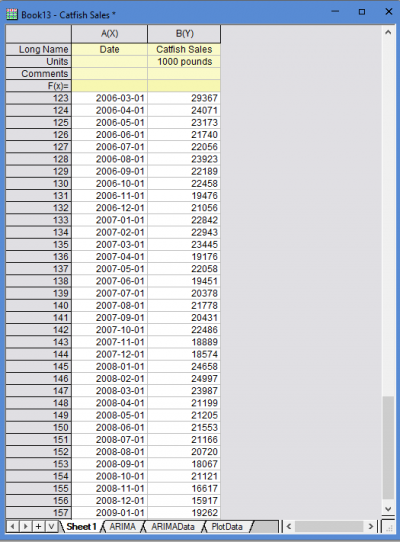 Book13 - Catfish Sales *
A(X) B(Y)
Long Name Date Catfish Sales
Units 1000 pounds
Comments
F(x)=
123 2006-03-01 29367
124 2006-04-01 24071
125 2006-05-01 23173
126 2006-06-01 21740
127 2006-07-01 22056
128 2006-08-01 23923
129 2006-09-01 22189
130 2006-10-01 22458
131 2006-11-01 19476
132 2006-12-01 21056
133 2007-01-01 22842
134 2007-02-01 22943
135 2007-03-01 23445
136 2007-04-01 19176
137 2007-05-01 22058
138 2007-06-01 19451
139 2007-07-01 20378
140 2007-08-01 21778
141 2007-09-01 20431
142 2007-10-01 22486
143 2007-11-01 18889
144 2007-12-01 18574
145 2008-01-01 24658
146 2008-02-01 24997
147 2008-03-01 23987
148 2008-04-01 21199
149 2008-05-01 21205
150 2008-06-01 21553
151 2008-07-01 21166
152 2008-08-01 20720
153 2008-09-01 18067
154 2008-10-01 21121
155 2008-11-01 16617
156 2008-12-01 15917
157 2009-01-01 19262
Sheet1 ARIMA ARIMAData PlotData